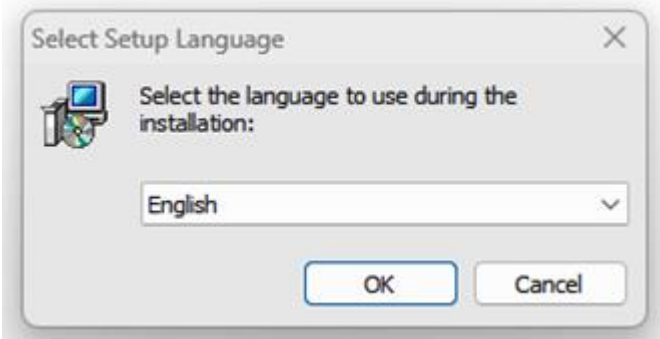 Select Setup Language
Select the language to use during the
installation:
English
OK
Cancel